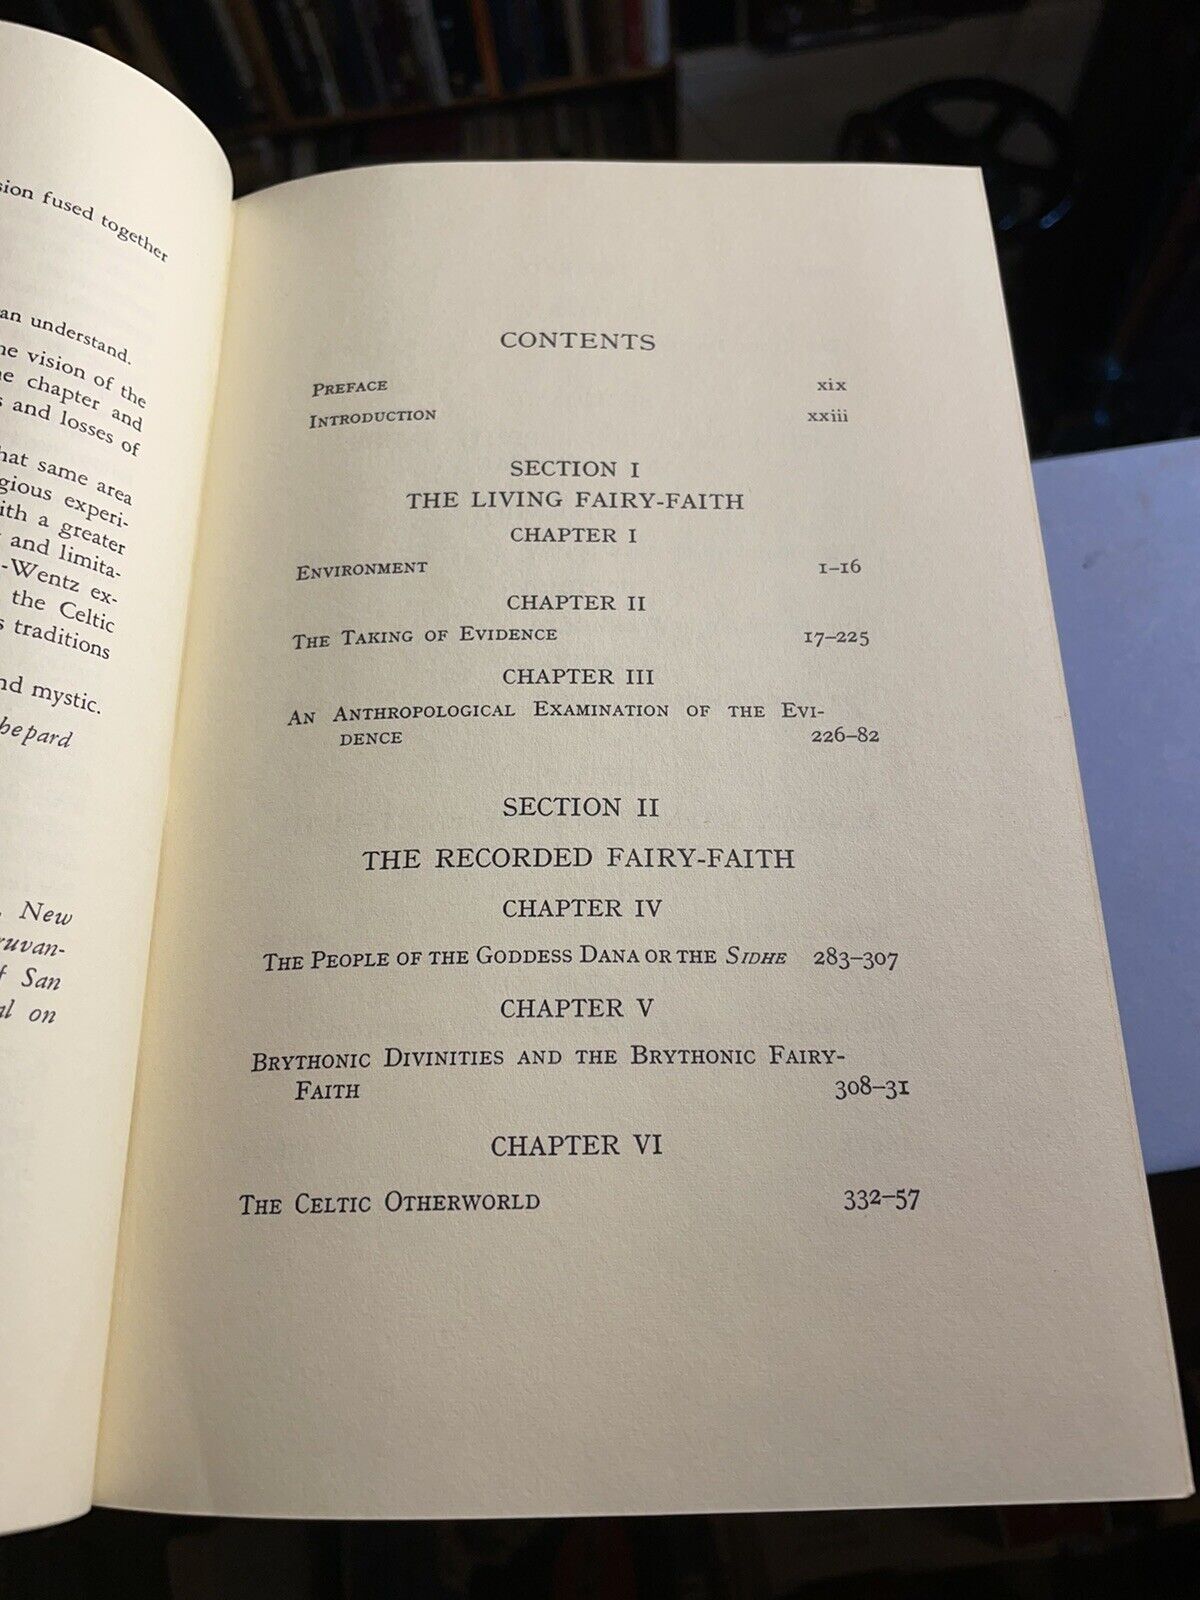 sion fused together
an understand.
he vision of the
chapter and
and losses of
hat same area
gious experi-
ith a greater
and limita-
-Wentz ex-
the Celtic
traditions
nd mystic.
hepard
New
ruvan-
San
al on
CONTENTS
PREFACE xix
INTRODUCTION xxiii
SECTION I
THE LIVING FAIRY-FAITH
CHAPTER I
ENVIRONMENT 1–16
CHAPTER II
THE TAKING OF EVIDENCE 17–225
CHAPTER III
AN ANTHROPOLOGICAL EXAMINATION OF THE EVI-
DENCE 226–82
SECTION II
THE RECORDED FAIRY-FAITH
CHAPTER IV
THE PEOPLE OF THE GODDESS DANA OR THE SIDHE 283–307
CHAPTER V
BRYTHONIC DIVINITIES AND THE BRYTHONIC FAIRY-
FAITH 308–31
CHAPTER VI
THE CELTIC OTHERWORLD 332–57